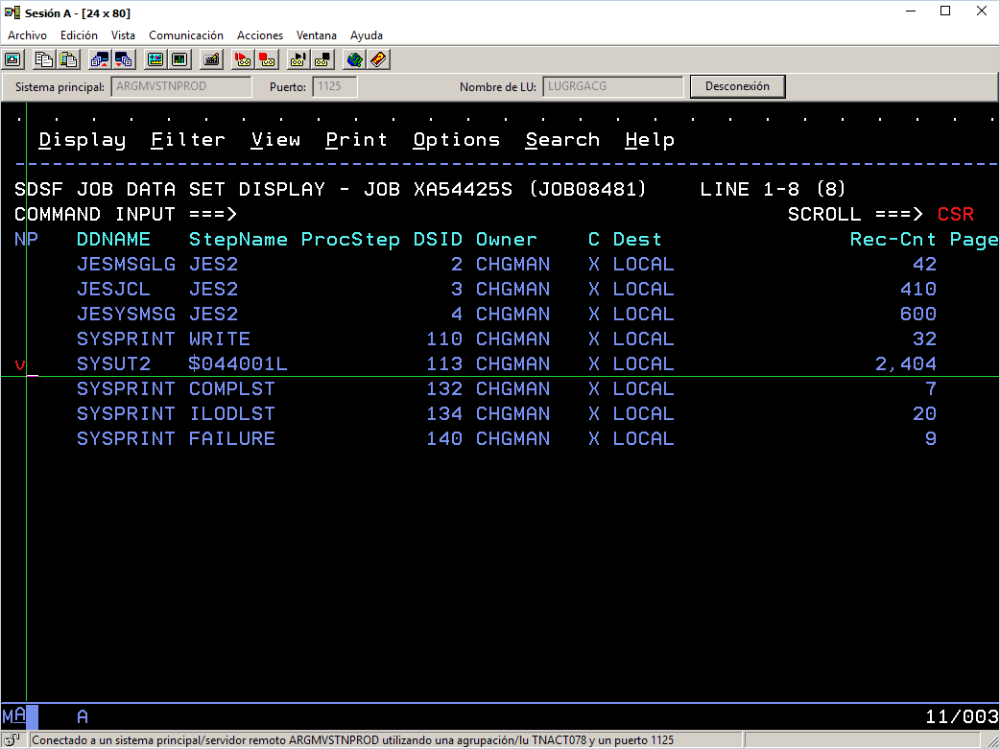 Sesión A - [24 x 80]
Archivo Edición Vista Comunicación Acciones Ventana Ayuda
Sistema principal: ARGMVSTNPROD Puerto: 1125 Nombre de LU: LUGRGACG Desconexión
Display Filter View Print Options Search Help
SDSF JOB DATA SET DISPLAY - JOB XA54425S (JOB08481) LINE 1-8 (8)
COMMAND INPUT ===> SCROLL ===> CSR
NP DDNAME StepName ProcStep DSID Owner C Dest Rec-Cnt Page
JESMSGLG JES2 2 CHGMAN X LOCAL 42
JESJCL JES2 3 CHGMAN X LOCAL 410
JESYSMSG JES2 4 CHGMAN X LOCAL 600
SYSPRINT WRITE 110 CHGMAN X LOCAL 32
v SYSUT2 $044001L 113 CHGMAN X LOCAL 2,404
SYSPRINT COMPLST 132 CHGMAN X LOCAL 7
SYSPRINT ILODLST 134 CHGMAN X LOCAL 20
SYSPRINT FAILURE 140 CHGMAN X LOCAL 9
MA A 11/003
Conectado a un sistema principal/servidor remoto ARGMVSTNPROD utilizando una agrupación/lu TNACT078 y un puerto 1125